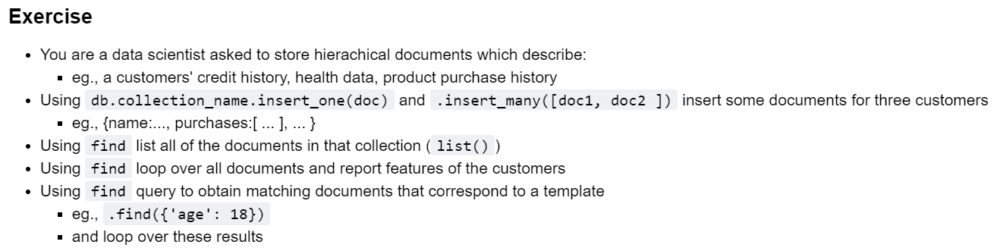 Exercise
• You are a data scientist asked to store hierachical documents which describe:
▪ eg., a customers' credit history, health data, product purchase history
• Using db.collection_name.insert_one(doc) and .insert_many([doc1, doc2 ]) insert some documents for three customers
▪ eg., {name:..., purchases:[ ... ], ... }
• Using find list all of the documents in that collection ( list() )
• Using find loop over all documents and report features of the customers
• Using find query to obtain matching documents that correspond to a template
▪ eg., .find({'age': 18})
▪ and loop over these results